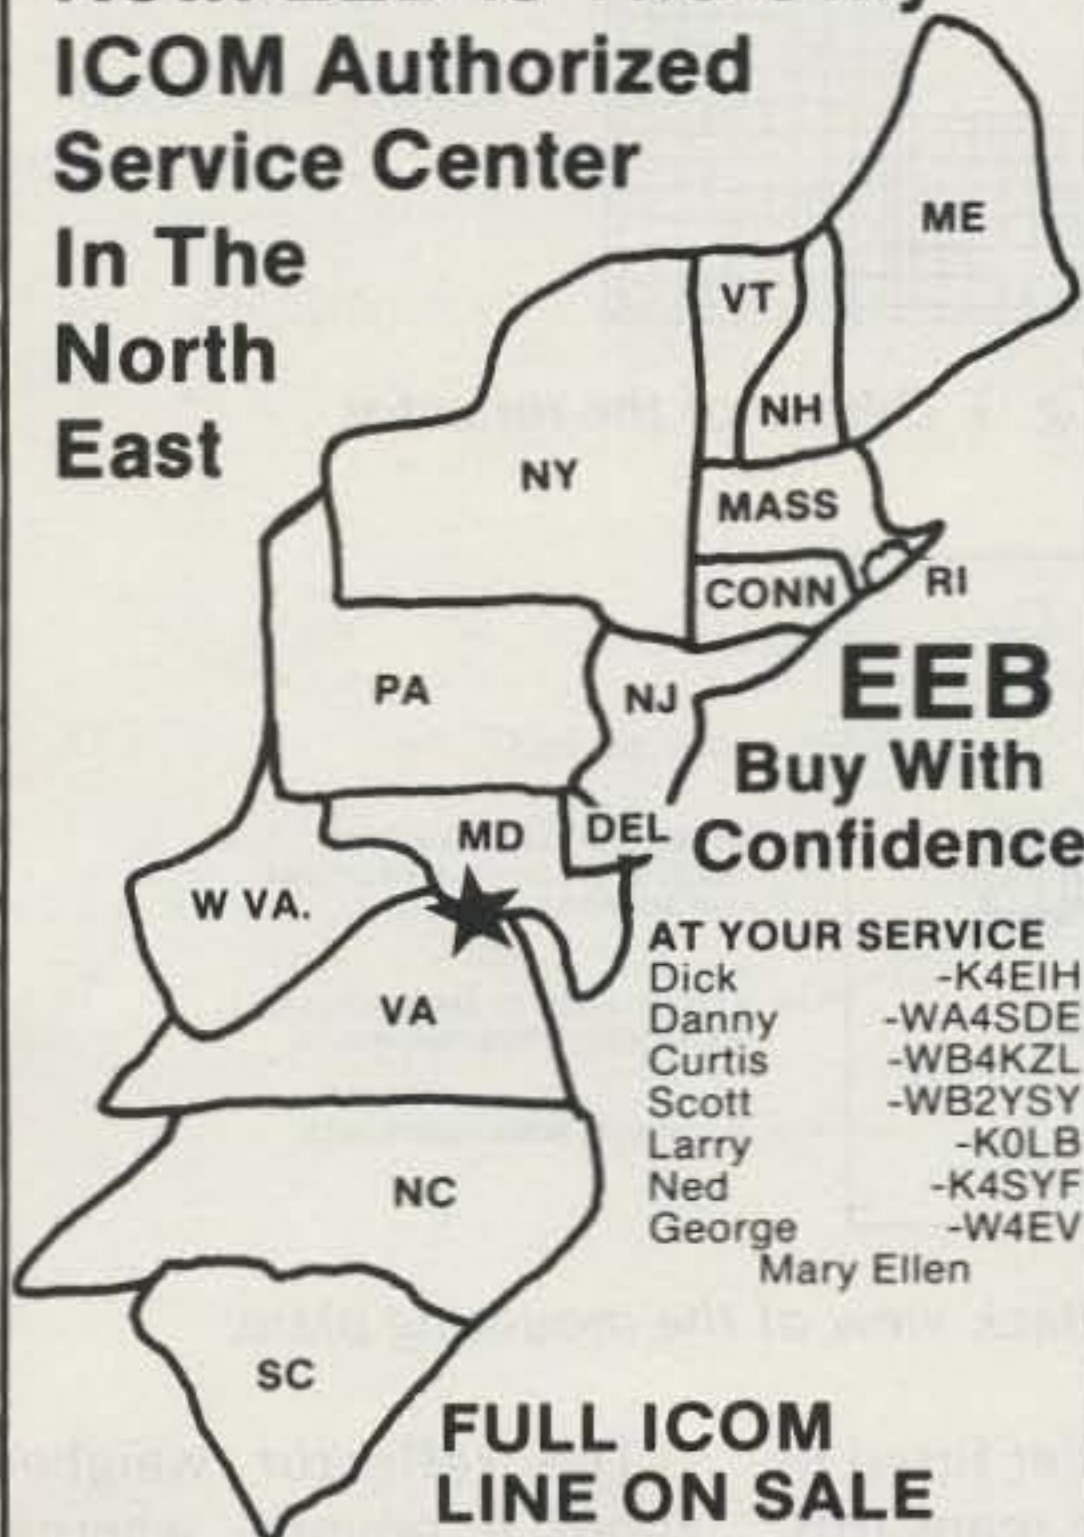 ICOM Authorized
Service Center
In The
North
East
ME
VT
NH
NY
MASS
CONN
RI
PA
NJ
EEB
Buy With
Confidence
MD
DEL
W VA.
VA
AT YOUR SERVICE
Dick -K4EIH
Danny -WA4SDE
Curtis -WB4KZL
Scott -WB2YSY
Larry -K0LB
Ned -K4SYF
George -W4EV
Mary Ellen
NC
SC
FULL ICOM
LINE ON SALE